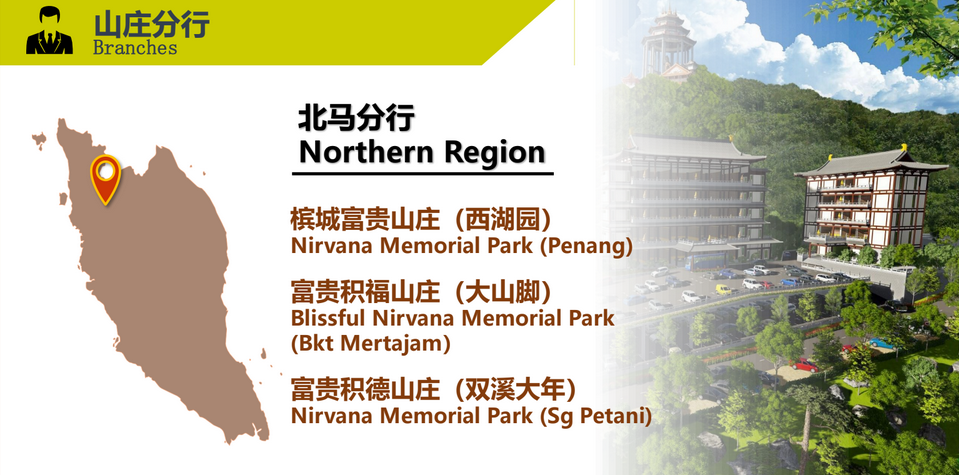 山庄分行
Branches
北马分行
Northern Region
槟城富贵山庄（西湖园）
Nirvana Memorial Park (Penang)
富贵积福山庄（大山脚）
Blissful Nirvana Memorial Park
(Bkt Mertajam)
富贵积德山庄（双溪大年）
Nirvana Memorial Park (Sg Petani)